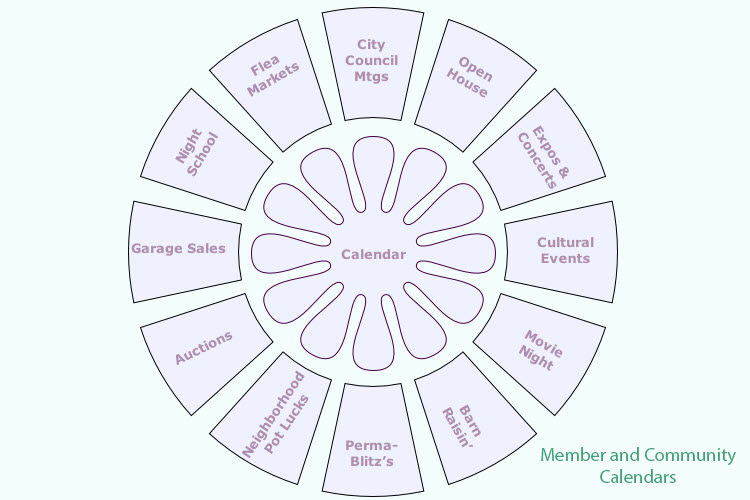 City
Council
Mtgs
Open
House
Expos &
Concerts
Cultural
Events
Movie
Night
Barn
Raisin’
Perma-
Blitz’s
Neighborhood
Pot Lucks
Auctions
Garage Sales
Night
School
Flea
Markets
Calendar
Member and Community
Calendars